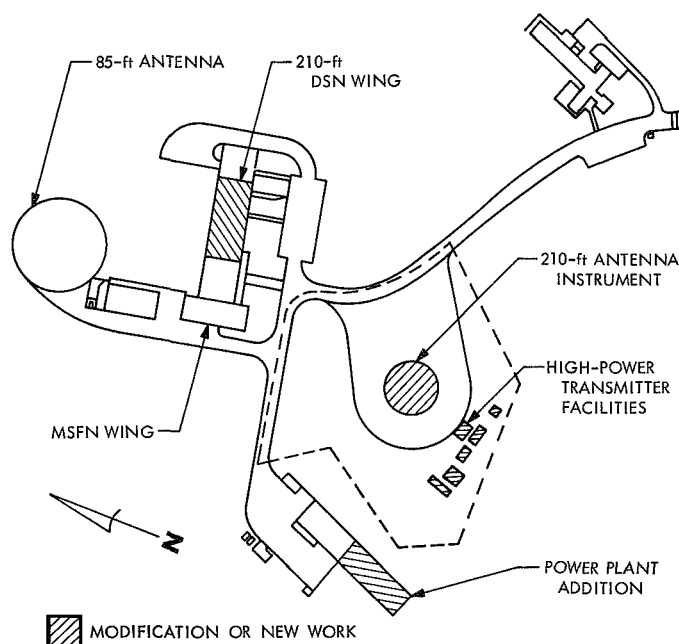 85-ft ANTENNA
210-ft
DSN WING
210-ft ANTENNA
INSTRUMENT
HIGH-POWER
TRANSMITTER
FACILITIES
MSFN WING
N
POWER PLANT
ADDITION
MODIFICATION OR NEW WORK